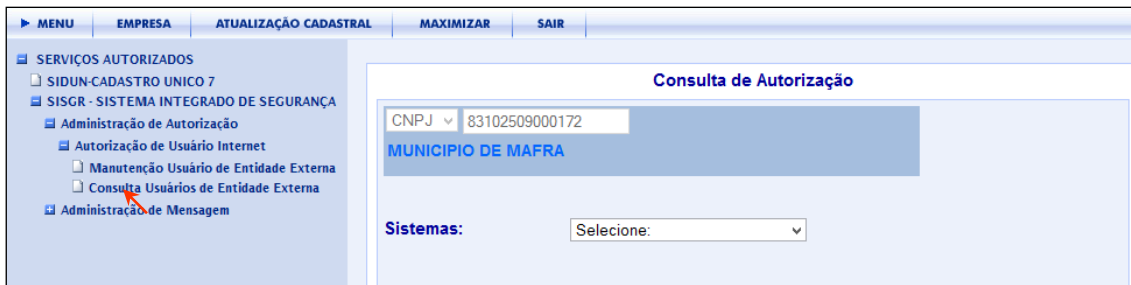 MENU EMPRESA ATUALIZAÇÃO CADASTRAL MAXIMIZAR SAIR
SERVIÇOS AUTORIZADOS
SIDUN-CADASTRO UNICO 7
SISGR - SISTEMA INTEGRADO DE SEGURANÇA
Administração de Autorização
Autorização de Usuário Internet
Manutenção Usuário de Entidade Externa
Consulta Usuários de Entidade Externa
Administração de Mensagem
Consulta de Autorização
CNPJ 83102509000172
MUNICIPIO DE MAFRA
Sistemas: Selecione: